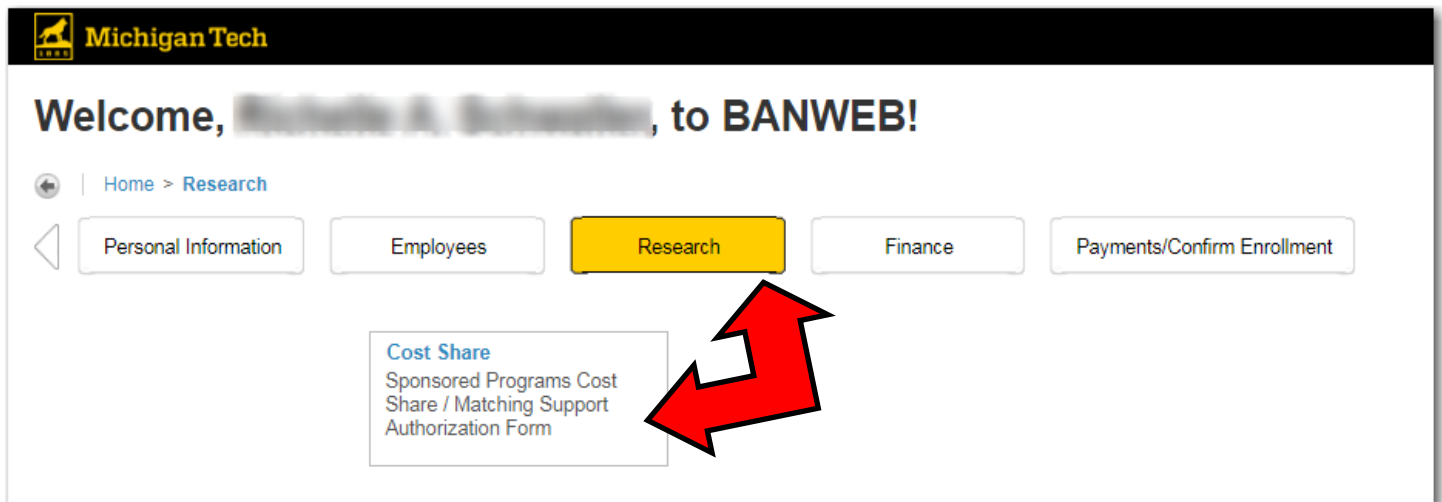 1885
Michigan Tech
Welcome, , to BANWEB!
Home > Research
Personal Information
Employees
Research
Finance
Payments/Confirm Enrollment
Cost Share
Sponsored Programs Cost
Share / Matching Support
Authorization Form